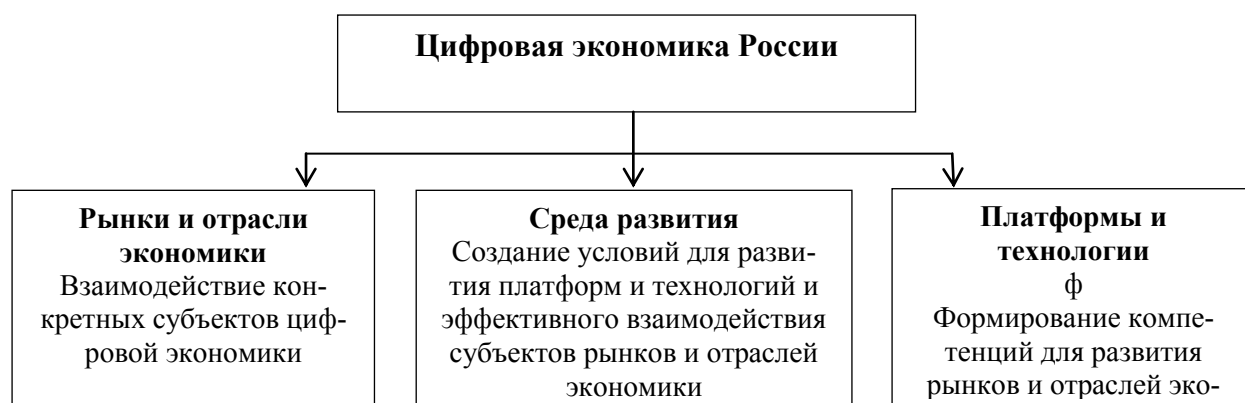 Цифровая экономика России
Рынки и отрасли
экономики
Взаимодействие кон-
кретных субъектов циф-
ровой экономики
Среда развития
Создание условий для разви-
тия платформ и технологий и
эффективного взаимодействия
субъектов рынков и отраслей
экономики
Платформы и
технологии
ф
Формирование компе-
тенций для развития
рынков и отраслей эко-